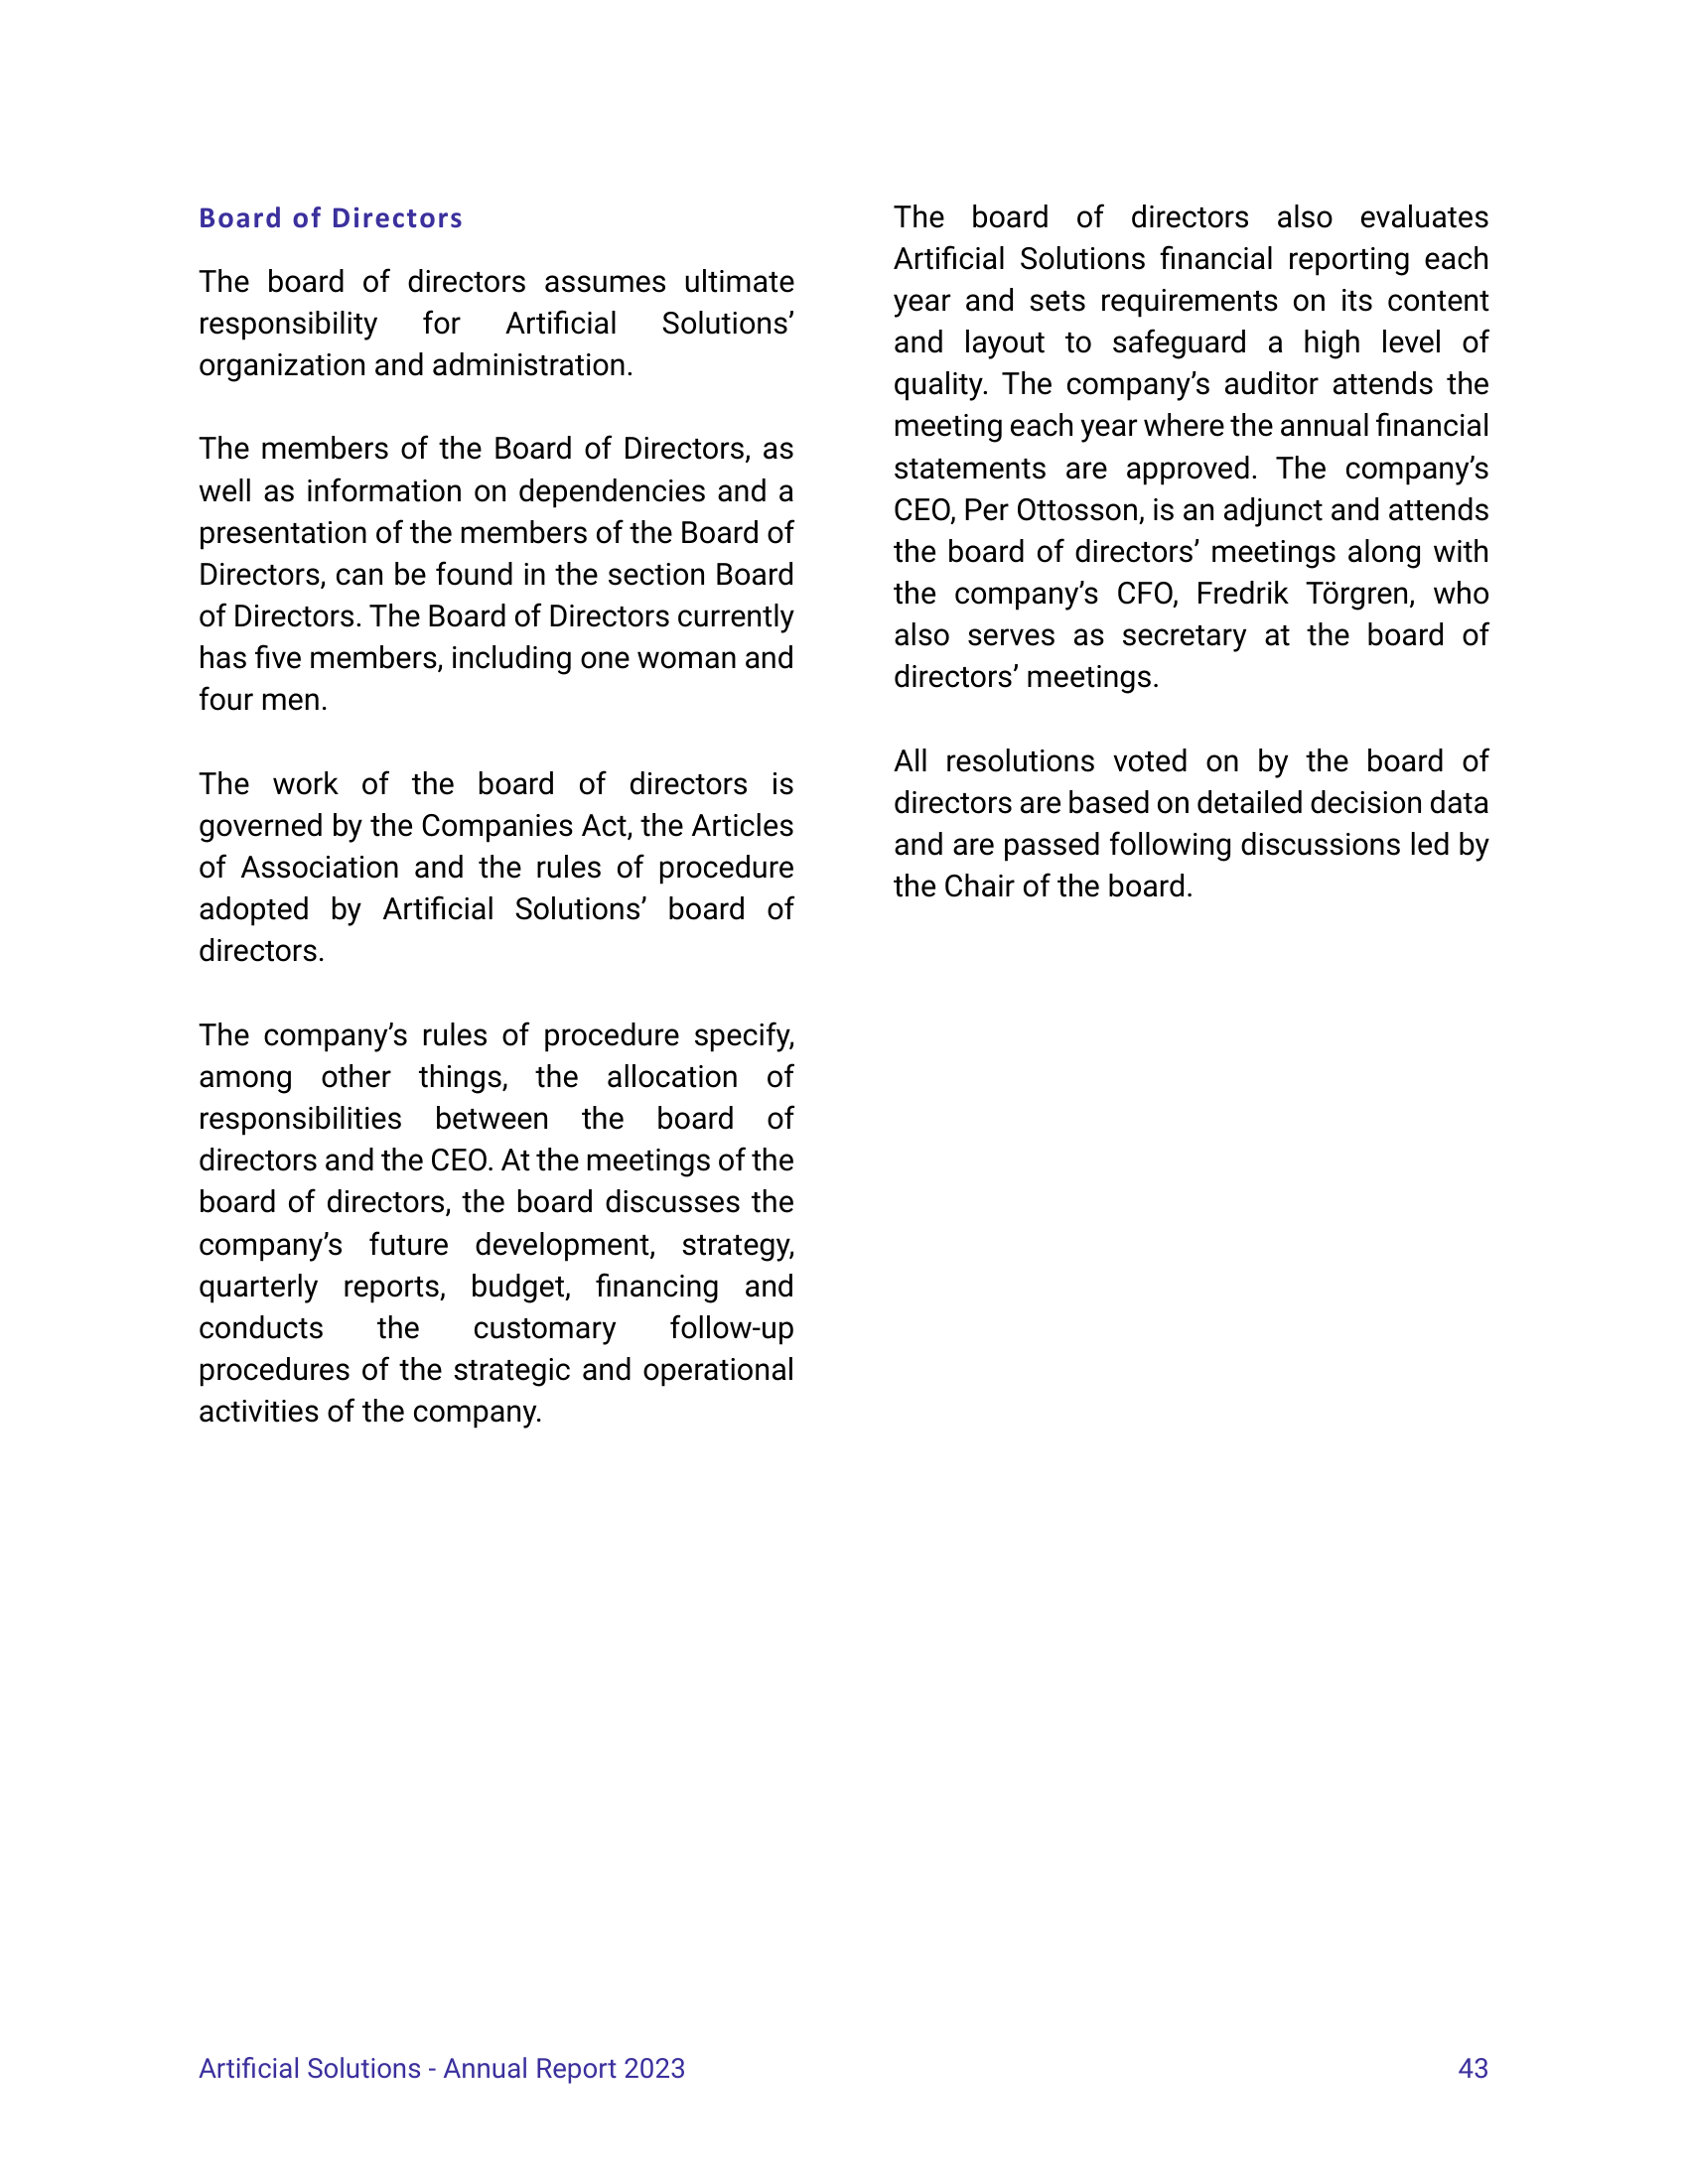 Board of Directors
The board of directors assumes ultimate
responsibility for Artificial Solutions’
organization and administration.
The members of the Board of Directors, as
well as information on dependencies and a
presentation of the members of the Board of
Directors, can be found in the section Board
of Directors. The Board of Directors currently
has five members, including one woman and
four men.
The work of the board of directors is
governed by the Companies Act, the Articles
of Association and the rules of procedure
adopted by Artificial Solutions’ board of
directors.
The company’s rules of procedure specify,
among other things, the allocation of
responsibilities between the board of
directors and the CEO. At the meetings of the
board of directors, the board discusses the
company’s future development, strategy,
quarterly reports, budget, financing and
conducts the customary follow-up
procedures of the strategic and operational
activities of the company.
The board of directors also evaluates
Artificial Solutions financial reporting each
year and sets requirements on its content
and layout to safeguard a high level of
quality. The company’s auditor attends the
meeting each year where the annual financial
statements are approved. The company’s
CEO, Per Ottosson, is an adjunct and attends
the board of directors’ meetings along with
the company’s CFO, Fredrik Törgren, who
also serves as secretary at the board of
directors’ meetings.
All resolutions voted on by the board of
directors are based on detailed decision data
and are passed following discussions led by
the Chair of the board.
Artificial Solutions - Annual Report 2023
43